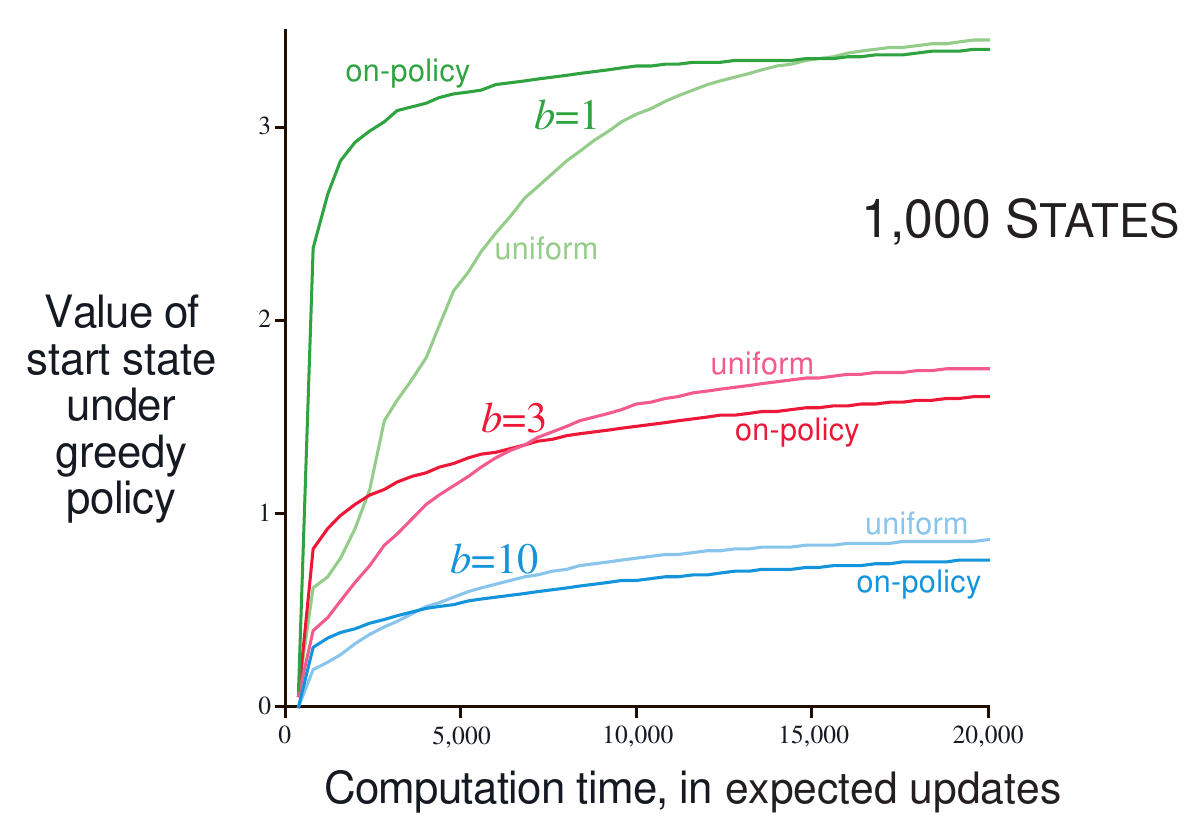 on-policy
b=1
3
1,000 STATES
uniform
Value of
start state
under
greedy
policy
2
uniform
b=3
on-policy
1
uniform
b=10
on-policy
0
0 5,000 10,000 15,000 20,000
Computation time, in expected updates